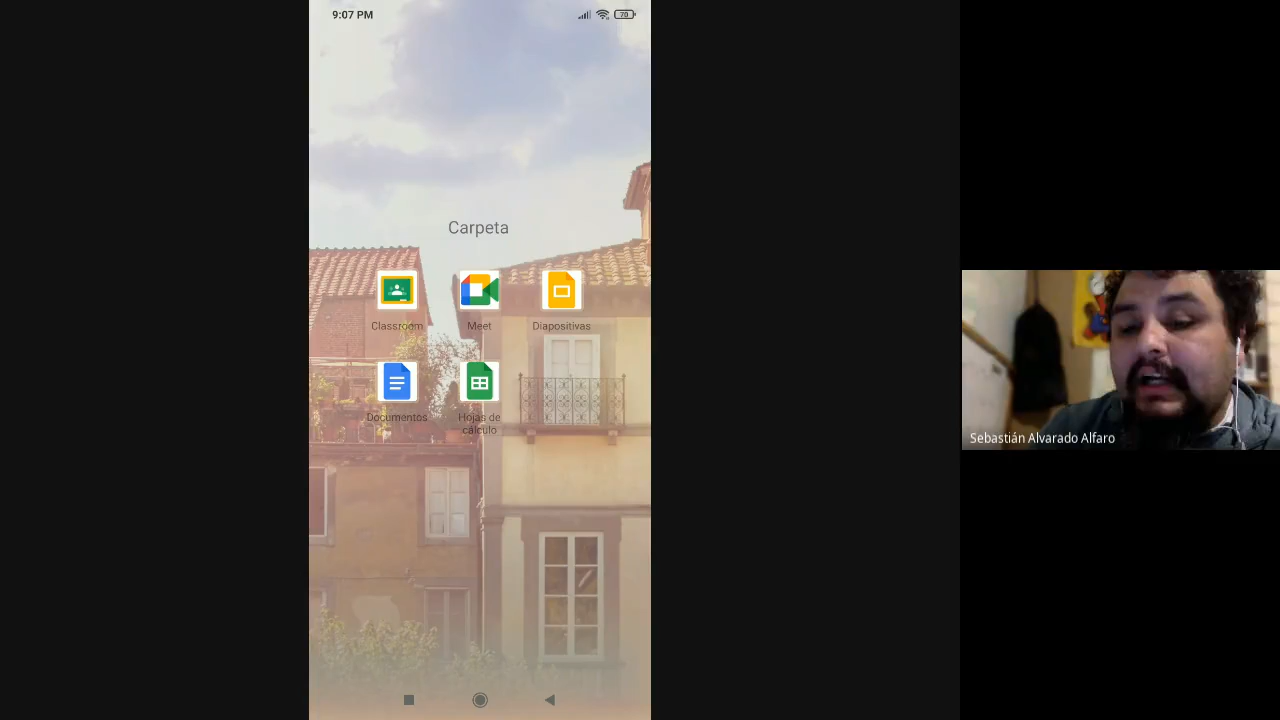 9:07 PM
70
Carpeta
Classroom
Meet
Diapositivas
Documentos
Hojas de
cálculo
Sebastián Alvarado Alfaro